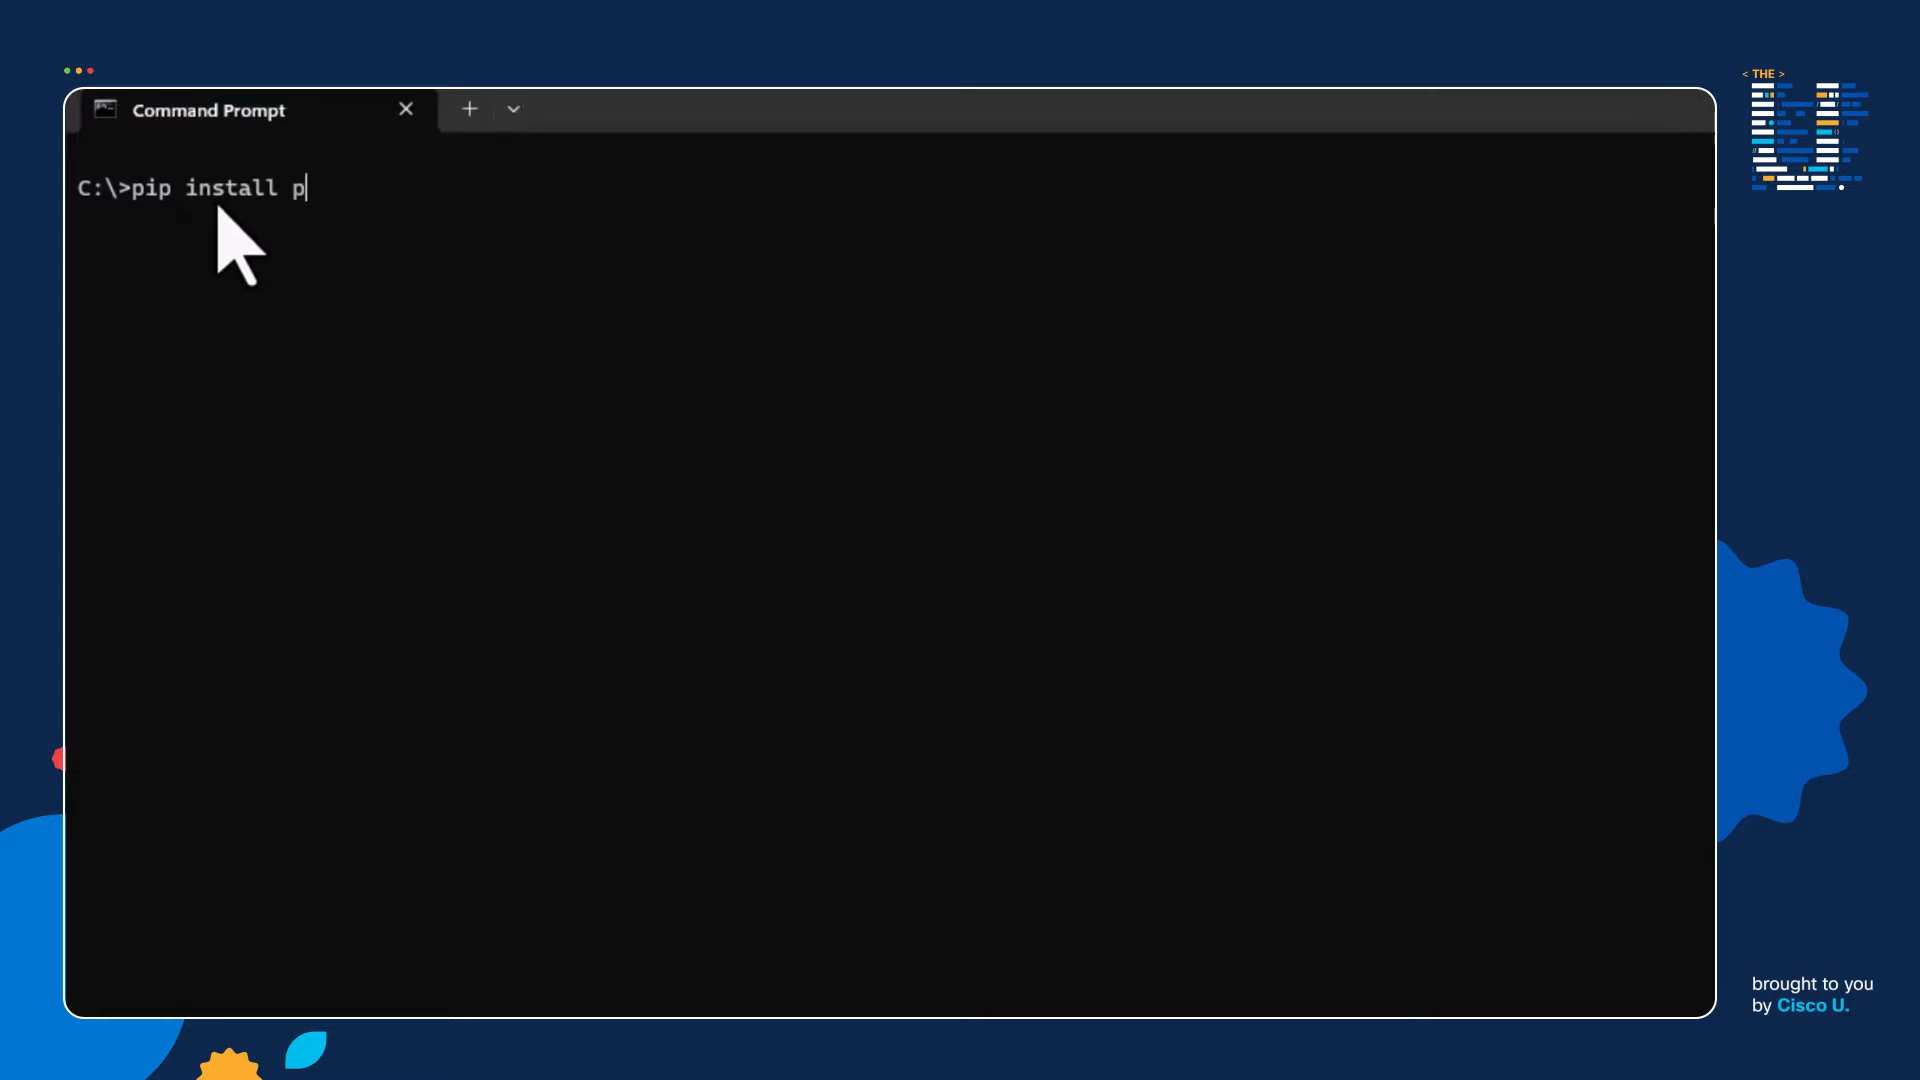 < THE >
Command Prompt
C:\>pip install p
brought to you
by Cisco U.